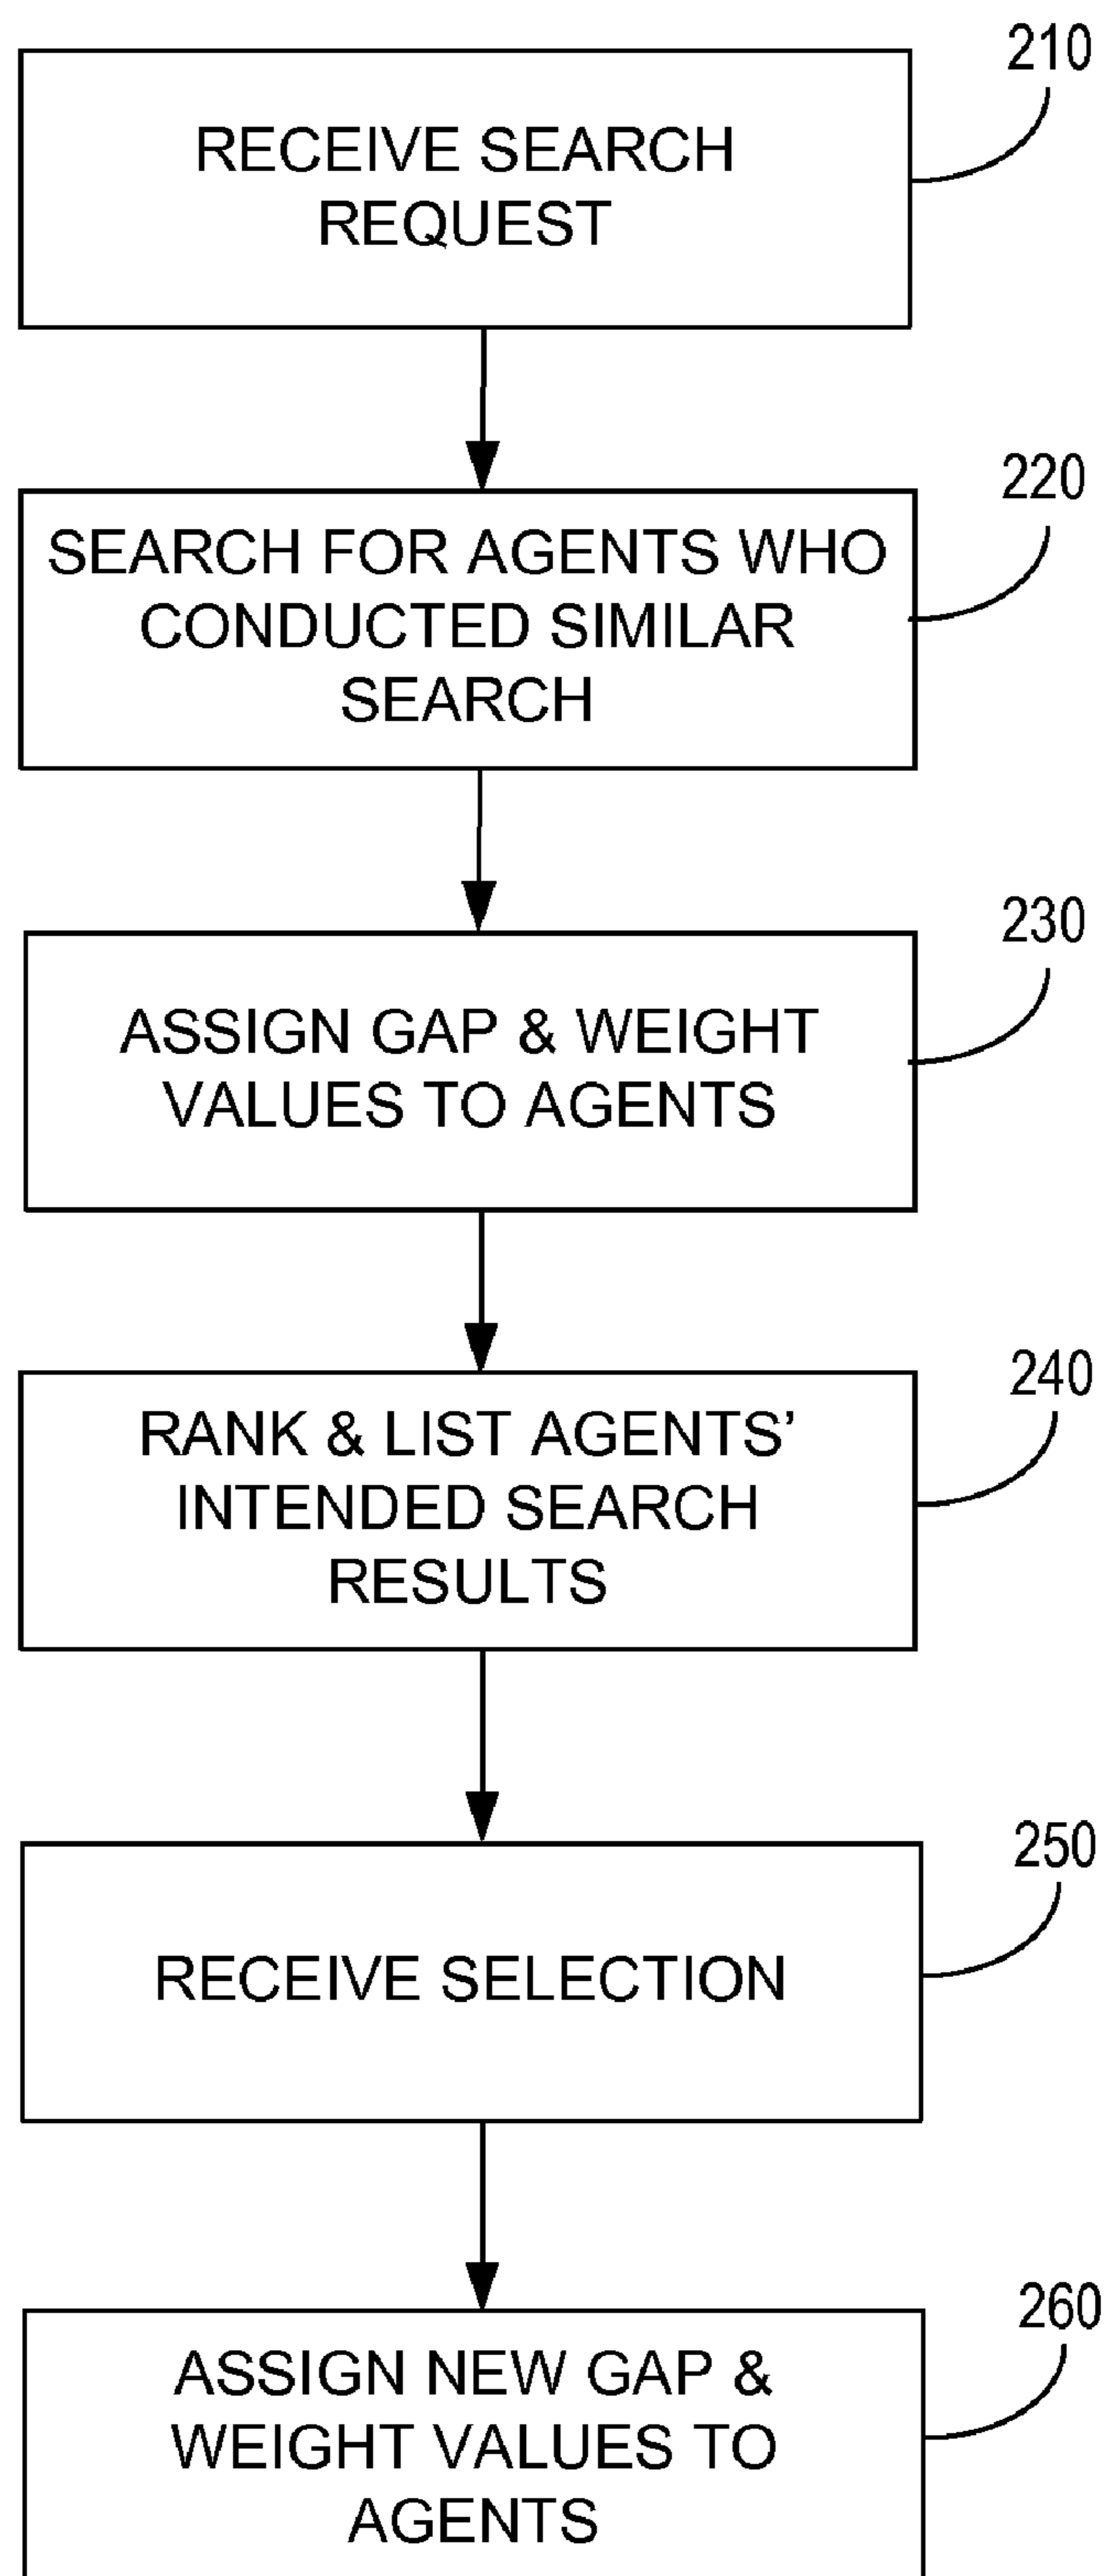 210
RECEIVE SEARCH
REQUEST
220
SEARCH FOR AGENTS WHO
CONDUCTED SIMILAR
SEARCH
230
ASSIGN GAP & WEIGHT
VALUES TO AGENTS
240
RANK & LIST AGENTS’
INTENDED SEARCH
RESULTS
250
RECEIVE SELECTION
260
ASSIGN NEW GAP &
WEIGHT VALUES TO
AGENTS